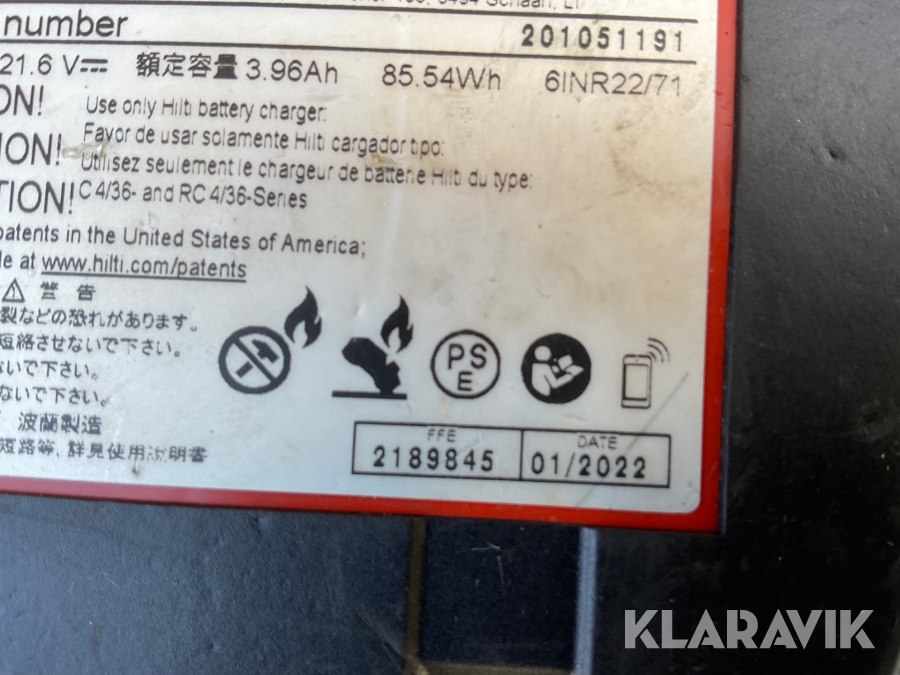 number
201051191
21.6 V 額定容量 3.96Ah 85.54Wh 6INR22/71
ON! Use only Hilti battery charger:
Favor de usar solamente Hilti cargador tipo:
ION! Utilisez seulement le chargeur de batterie Hilti du type:
TION! C 4/36- and RC 4/36-Series
patents in the United States of America;
le at www.hilti.com/patents
警告
裂などの恐れがあります。
短絡させないで下さい。
ないで下さい。
ないで下さい。
波蘭製造
短路等, 詳見使用說明書
PS
E
FFE DATE
2189845 01/2022
KLARAVIK